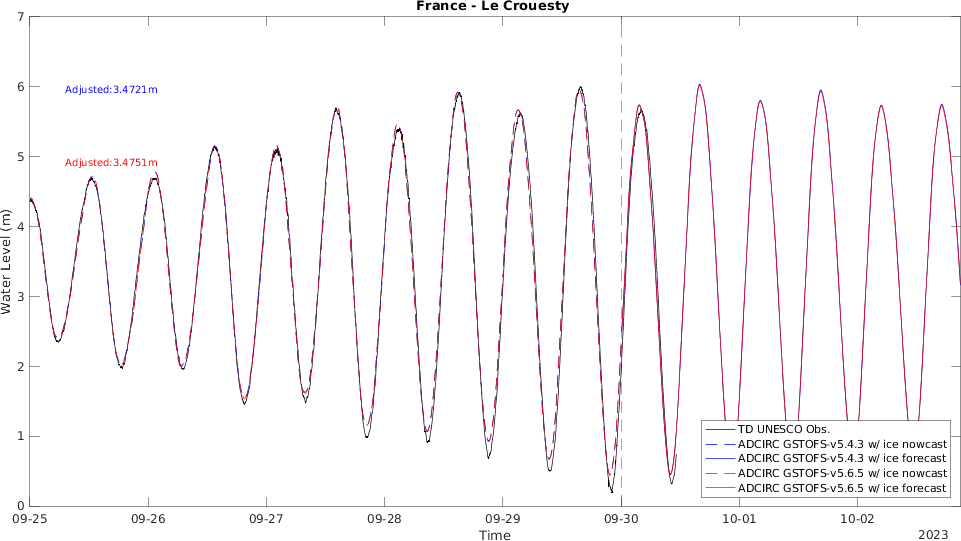 France - Le Crouesty
7
6
5
4
3
2
1
0
Water Level (m)
Adjusted:3.4721m
Adjusted:3.4751m
TD UNESCO Obs.
ADCIRC GSTOFS-v5.4.3 w/ ice nowcast
ADCIRC GSTOFS-v5.4.3 w/ ice forecast
ADCIRC GSTOFS-v5.6.5 w/ ice nowcast
ADCIRC GSTOFS-v5.6.5 w/ ice forecast
09-25 09-26 09-27 09-28 09-29 09-30 10-01 10-02
Time
2023